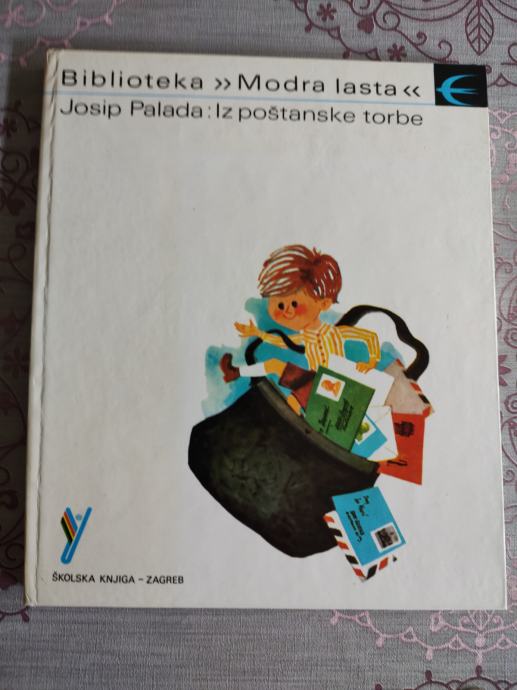 Biblioteka »Modra lasta«
Josip Palada: Iz poštanske torbe
ŠKOLSKA KNJIGA – ZAGREB